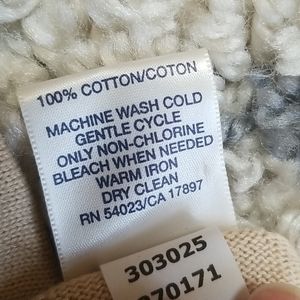 100% COTTON/COTON
MACHINE WASH COLD
GENTLE CYCLE
ONLY NON-CHLORINE
BLEACH WHEN NEEDED
WARM IRON
DRY CLEAN
RN 54023/CA 17897
303025
070171